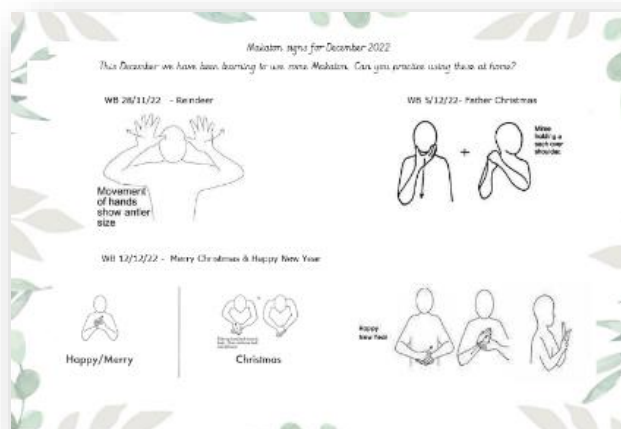 Makaton signs for December 2022
This December we have been learning to use some Makaton. Can you practise using these at home?
WB 28/11/22 - Reindeer
WB 5/12/22- Father Christmas
Mime
holding a
sack over
shoulder.
Movement
of hands
show antler
size
WB 12/12/22 - Merry Christmas & Happy New Year
Happy/Merry
Christmas
Happy
New Year